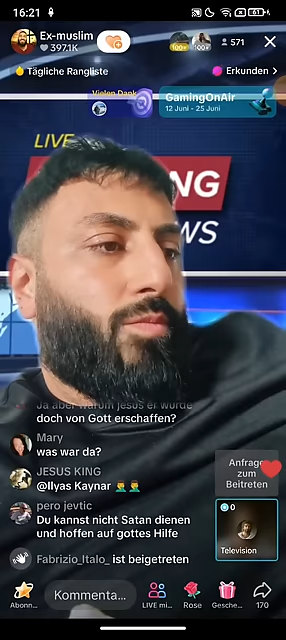 16:21
61
Ex-muslim
397.1K
100+
100+
571
Tägliche Rangliste
Erkunden >
Vielen Dank
GamingOnAir
12 Juni - 25 Juni
LIVE
NG
WS
Ja aber warum jesus er wurde
doch von Gott erschaffen?
Mary
was war da?
JESUS KING
@Ilyas Kaynar
pero jevtic
Du kannst nicht Satan dienen
und hoffen auf gottes Hilfe
Fabrizio_Italo_ ist beigetreten
Anfrage
zum
Beitreten
0
Television
Kommenta...
Abonn...
LIVE mi...
Rose
Gesche...
170